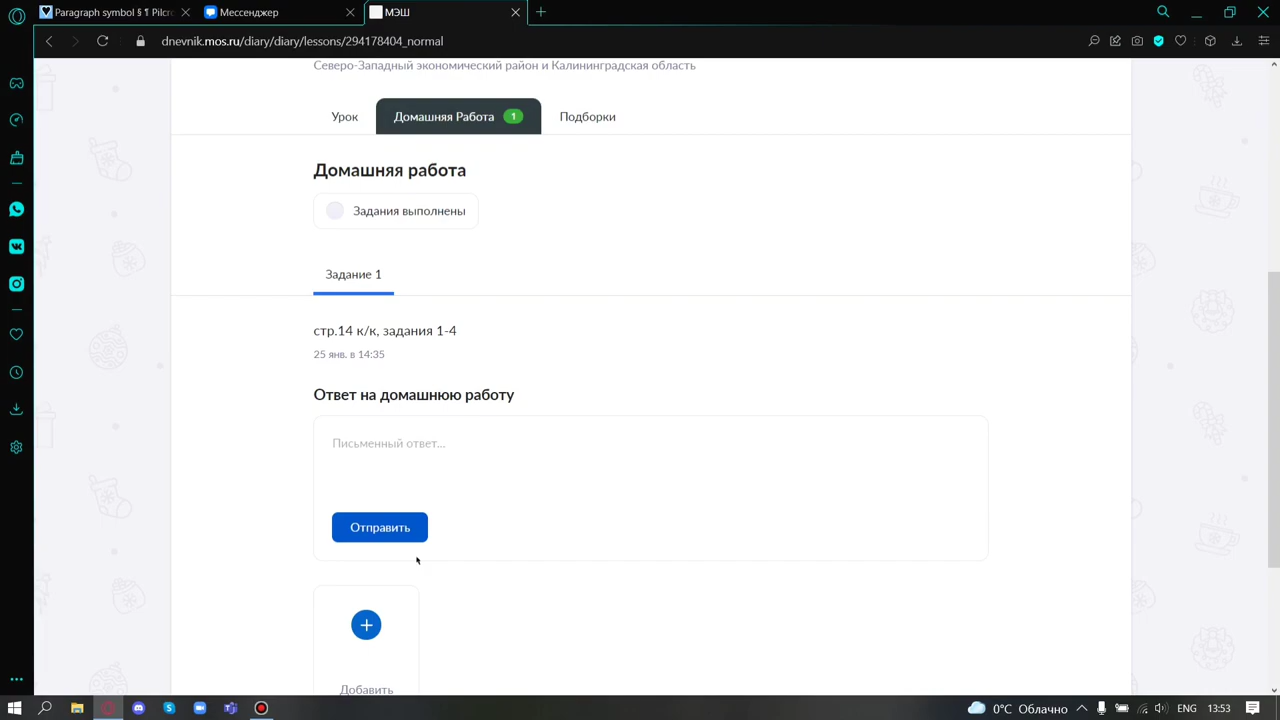 Paragraph symbol § ¶ Pilcro
Мессенджер
МЭШ
dnevnik.mos.ru/diary/diary/lessons/294178404_normal
Северо-Западный экономический район и Калининградская область
Урок
Домашняя Работа 1
Подборки
Домашняя работа
Задания выполнены
Задание 1
стр.14 к/к, задания 1-4
25 янв. в 14:35
Ответ на домашнюю работу
Письменный ответ...
Отправить
Добавить
0°C Облачно
ENG
13:53